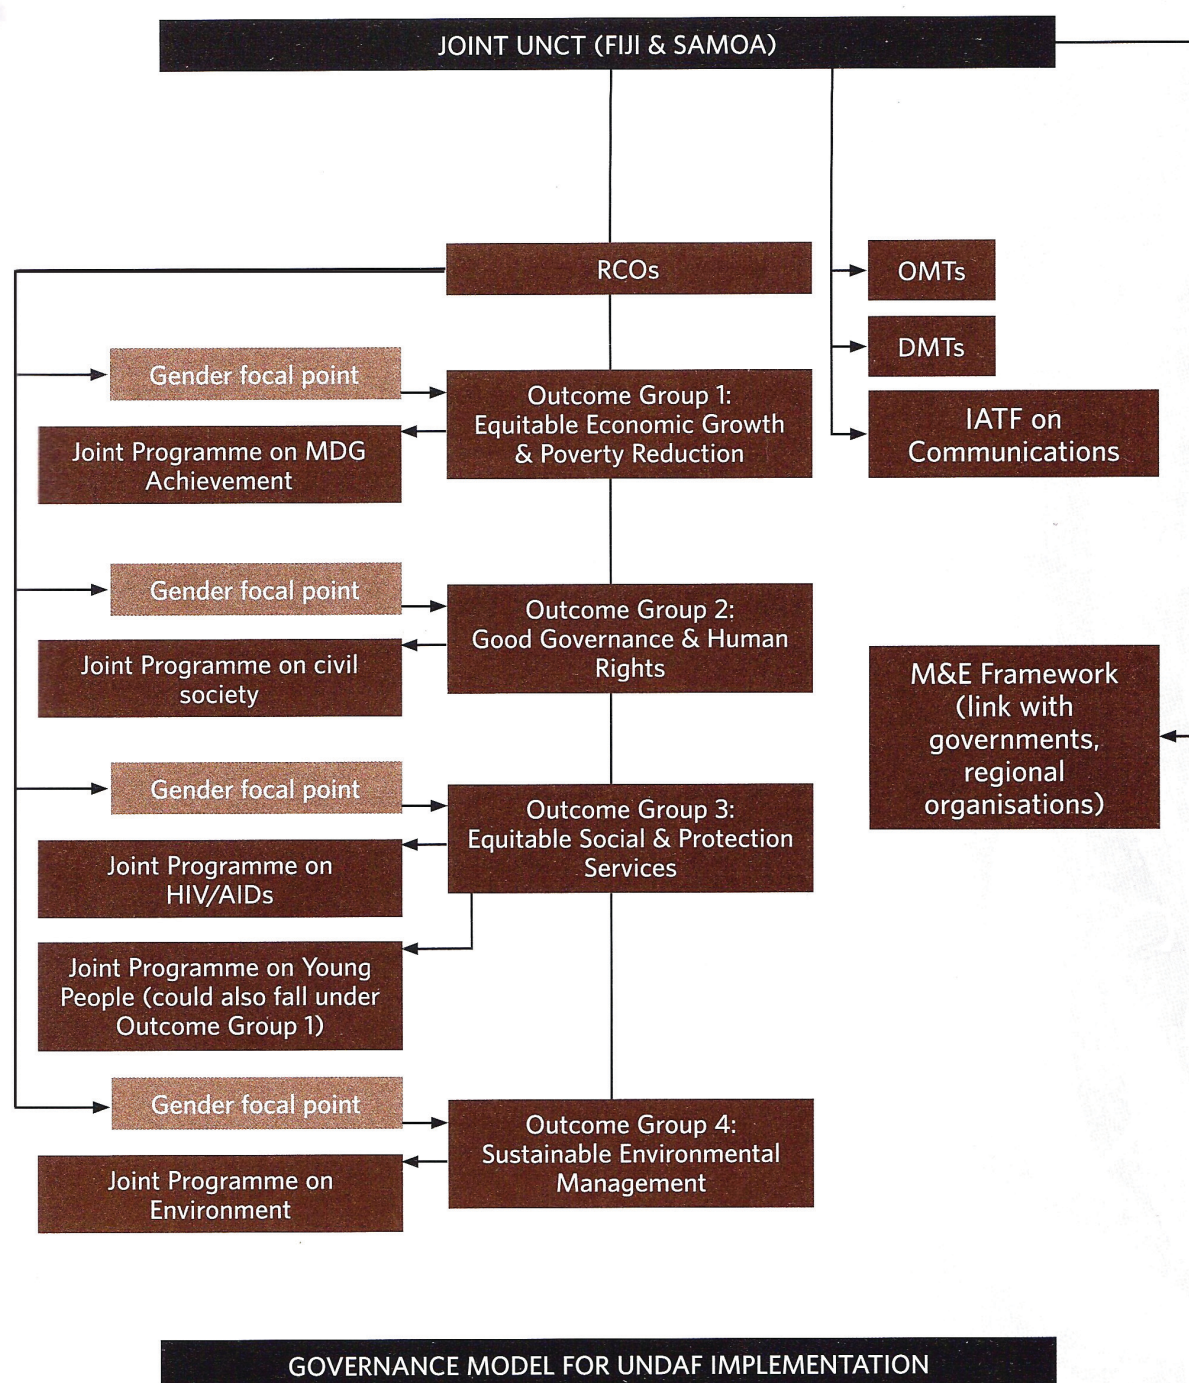 JOINT UNCT (FIJI & SAMOA)
RCOs
OMTs
DMTs
IATF on
Communications
Gender focal point
Outcome Group 1:
Equitable Economic Growth
& Poverty Reduction
Joint Programme on MDG
Achievement
Gender focal point
Outcome Group 2:
Good Governance & Human
Rights
Joint Programme on civil
society
M&E Framework
(link with
governments,
regional
organisations)
Gender focal point
Outcome Group 3:
Equitable Social & Protection
Services
Joint Programme on
HIV/AIDs
Joint Programme on Young
People (could also fall under
Outcome Group 1)
Gender focal point
Outcome Group 4:
Sustainable Environmental
Management
Joint Programme on
Environment
GOVERNANCE MODEL FOR UNDAF IMPLEMENTATION